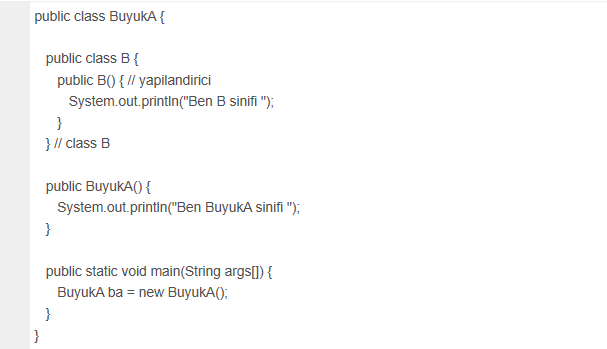 public class BuyukA {
public class B {
public B() { // yapilandirici
System.out.println("Ben B sinifi ");
}
} // class B
public BuyukA() {
System.out.println("Ben BuyukA sinifi ");
}
public static void main(String args[]) {
BuyukA ba = new BuyukA();
}
}